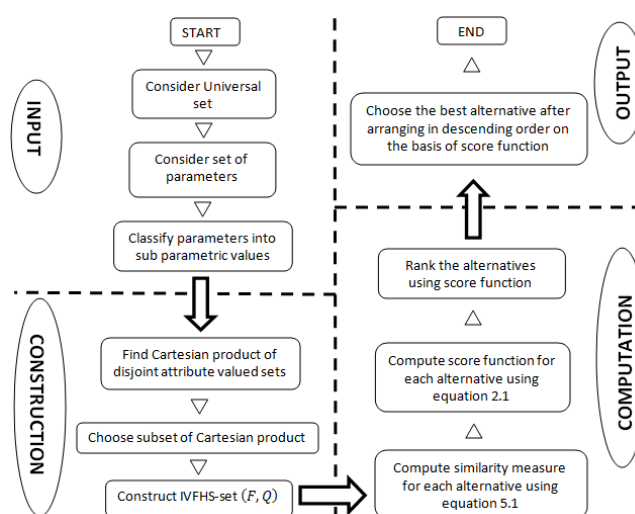 START
Consider Universal
set
Consider set of
parameters
Classify parameters into
sub parametric values
INPUT
Find Cartesian product of
disjoint attribute valued sets
Choose subset of Cartesian product
Construct IVFHS-set (F, Q)
CONSTRUCTION
Compute similarity measure
for each alternative using
equation 5.1
Compute score function for
each alternative using
equation 2.1
Rank the alternatives
using score function
COMPUTATION
Choose the best alternative after
arranging in descending order on
the basis of score function
END
OUTPUT